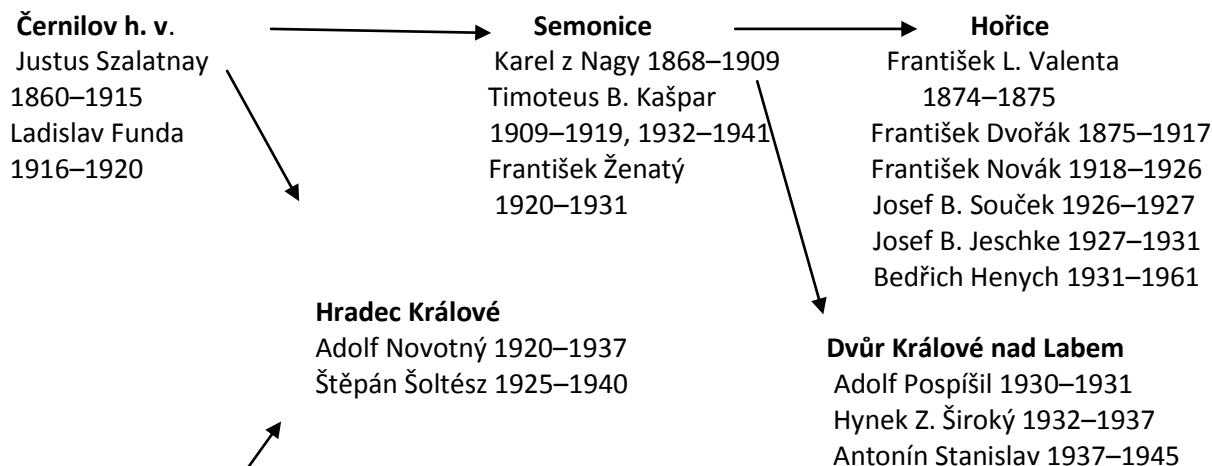 Černilov h. v.
Justus Szalatnay
1860–1915
Ladislav Funda
1916–1920
Semonice
Karel z Nagy 1868–1909
Timoteus B. Kašpar
1909–1919, 1932–1941
František Ženatý
1920–1931
Hořice
František L. Valenta
1874–1875
František Dvořák 1875–1917
František Novák 1918–1926
Josef B. Souček 1926–1927
Josef B. Jeschke 1927–1931
Bedřich Henych 1931–1961
Hradec Králové
Adolf Novotný 1920–1937
Štěpán Šoltész 1925–1940
Dvůr Králové nad Labem
Adolf Pospíšil 1930–1931
Hynek Z. Široký 1932–1937
Antonín Stanislav 1937–1945